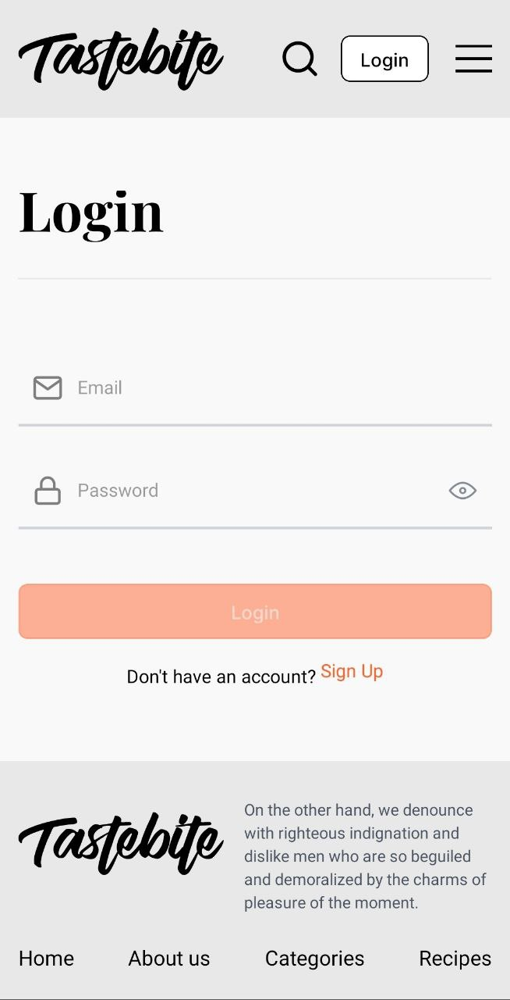 Tastebite
Login
Login
Email
Password
Login
Don't have an account? Sign Up
Tastebite
On the other hand, we denounce
with righteous indignation and
dislike men who are so beguiled
and demoralized by the charms of
pleasure of the moment.
Home About us Categories Recipes